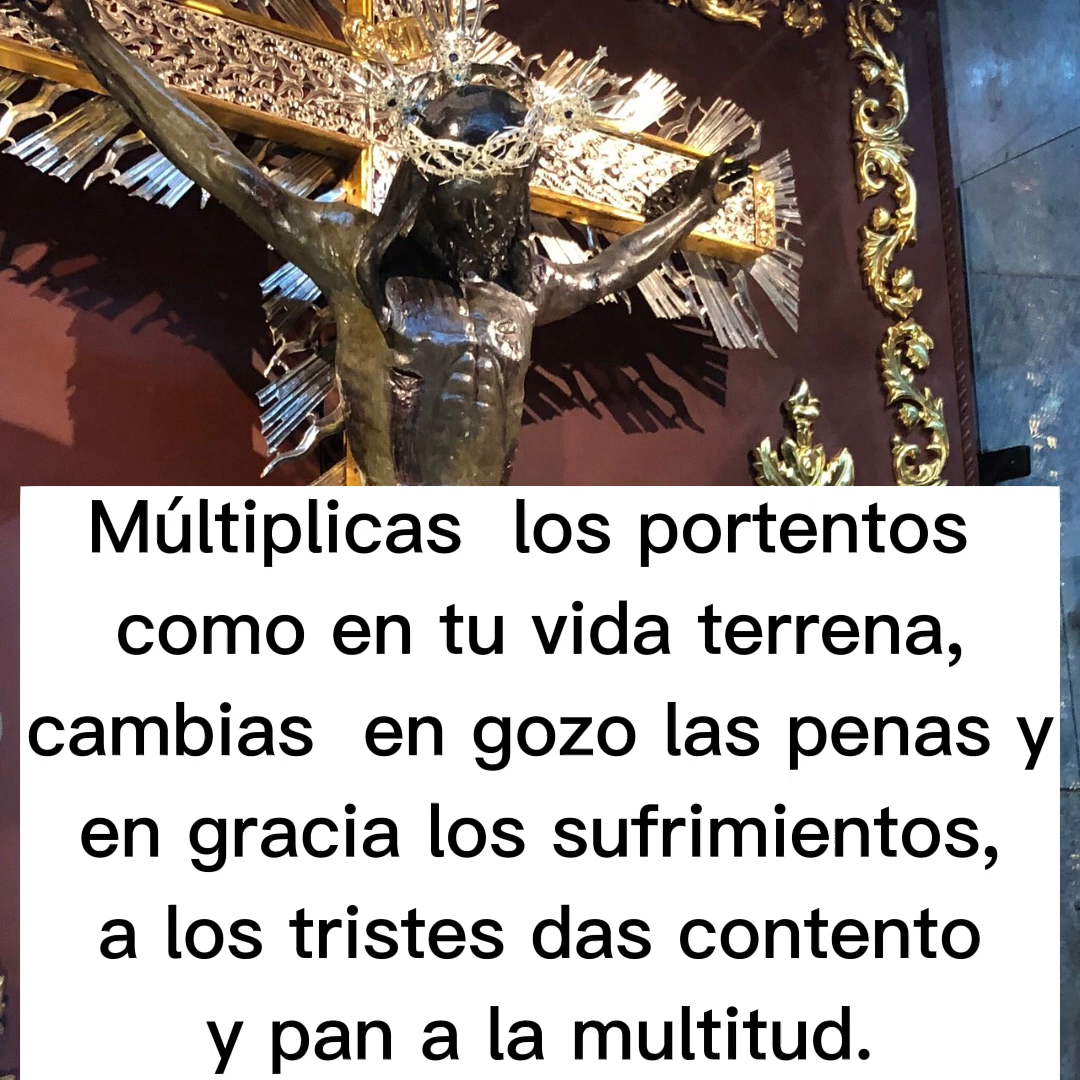 Múltiplicas los portentos
como en tu vida terrena,
cambias en gozo las penas y
en gracia los sufrimientos,
a los tristes das contento
y pan a la multitud.